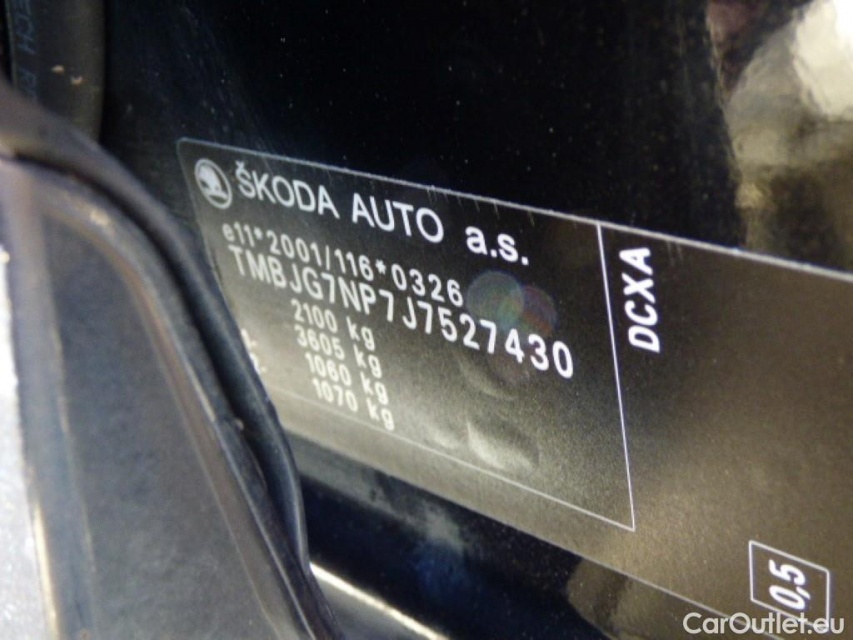 ŠKODA AUTO a.s.
e11*2001/116*0326
TMBJG7NP7J7527430
2100 kg
3605 kg
1060 kg
1070 kg
DCXA
0,5
CarOutlet.eu